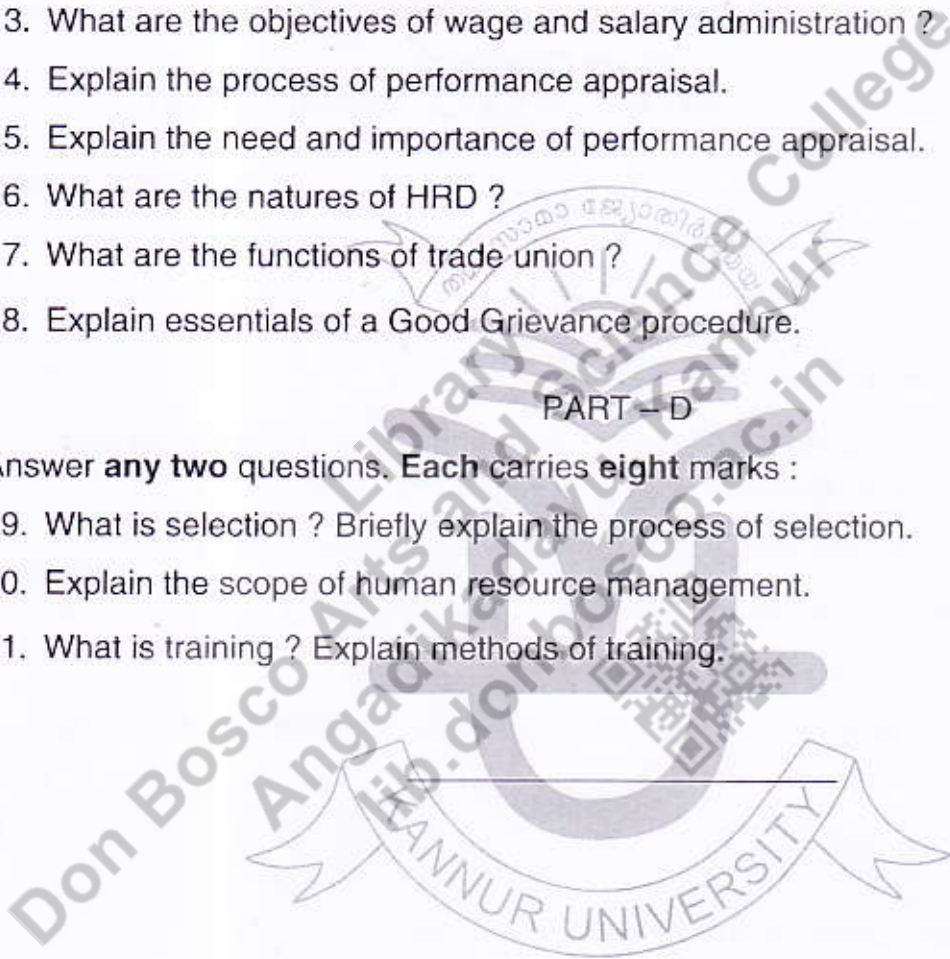 3. What are the objectives of wage and salary administration ?
4. Explain the process of performance appraisal.
5. Explain the need and importance of performance appraisal.
6. What are the natures of HRD ?
7. What are the functions of trade union ?
8. Explain essentials of a Good Grievance procedure.
PART – D
Answer any two questions. Each carries eight marks :
9. What is selection ? Briefly explain the process of selection.
0. Explain the scope of human resource management.
1. What is training ? Explain methods of training.
Library
Don Bosco Arts and Science College
Angadikadavu, Kannur
lib.donbosco.ac.in
KANNUR UNIVERSITY